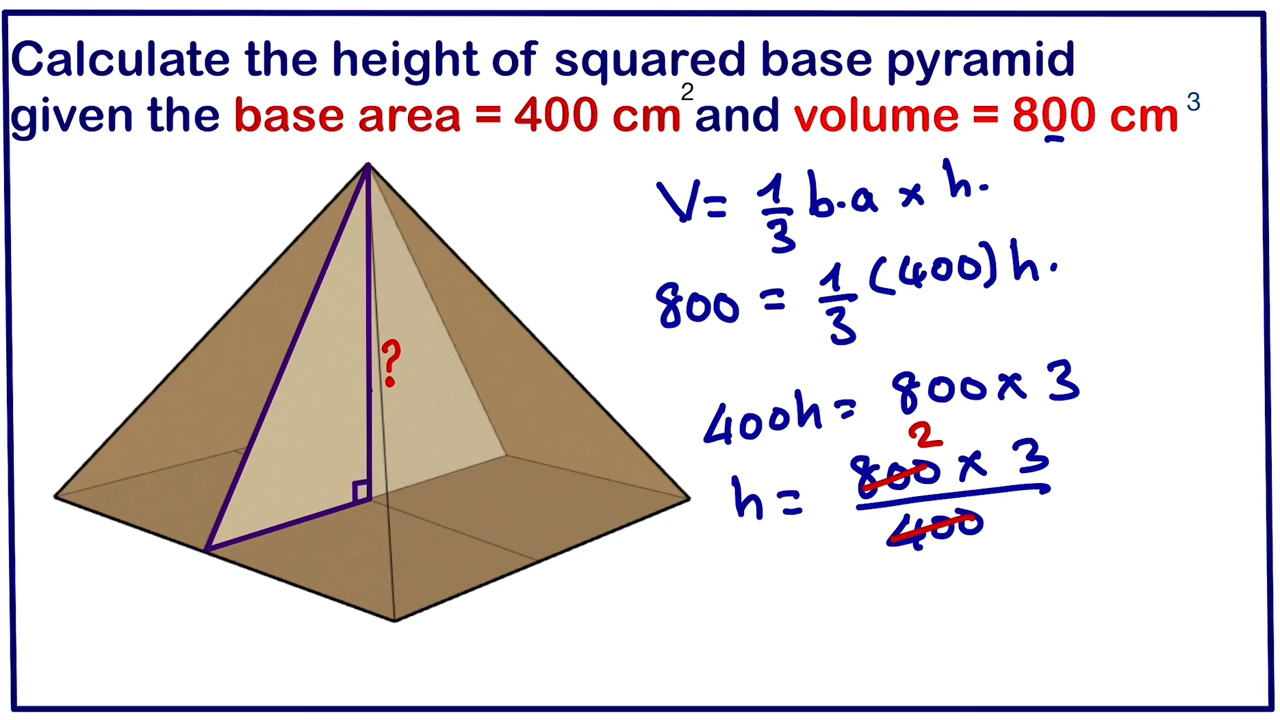 Calculate the height of squared base pyramid
given the base area = 400 cm² and volume = 800 cm³
V = 1/3 b.a × h.
800 = 1/3 (400) h.
?
400h = 800 × 3
2
h = 800 × 3 / 400